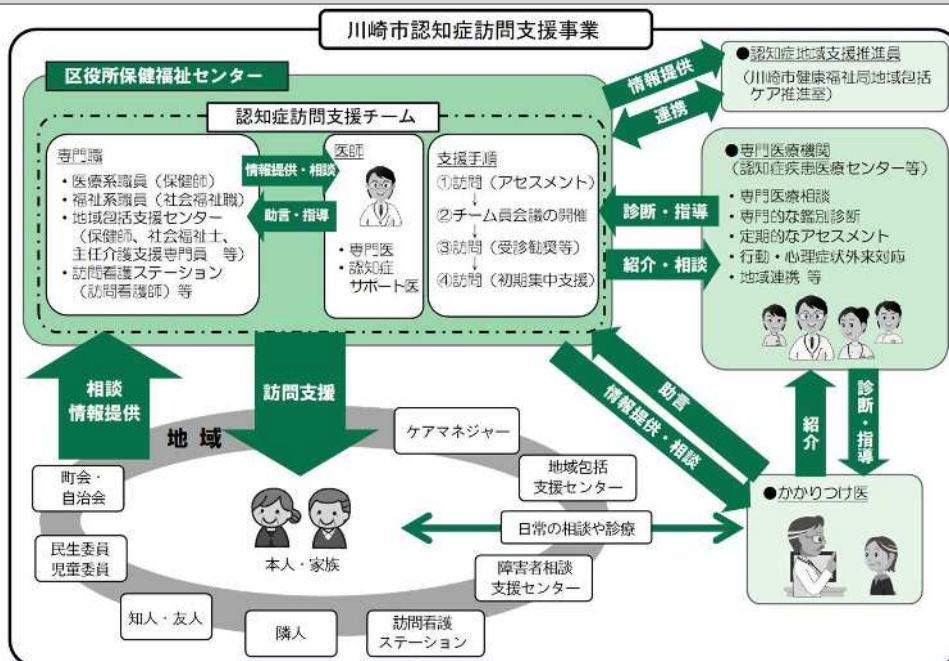 川崎市認知症訪問支援事業
区役所保健福祉センター
認知症訪問支援チーム
専門職
・医療系職員（保健師）
・福祉系職員（社会福祉職）
・地域包括支援センター
（保健師、社会福祉士、
主任介護支援専門員 等）
・訪問看護ステーション
（訪問看護師）等
情報提供・相談
助言・指導
医師
・専門医
・認知症
サポート医
支援手順
①訪問（アセスメント）
↓
②チーム員会議の開催
↓
③訪問（受診勧奨等）
↓
④訪問（初期集中支援）
情報提供
連携
●認知症地域支援推進員
（川崎市健康福祉局地域包括
ケア推進室）
診断・指導
紹介・相談
●専門医療機関
（認知症疾患医療センター等）
・専門医療相談
・専門的な鑑別診断
・定期的なアセスメント
・行動・心理症状外来対応
・地域連携 等
相談
情報提供
訪問支援
助言
情報提供・相談
紹介
診断・指導
●かかりつけ医
地域
ケアマネジャー
地域包括
支援センター
日常の相談や診療
障害者相談
支援センター
訪問看護
ステーション
隣人
知人・友人
民生委員
児童委員
町会・
自治会
本人・家族